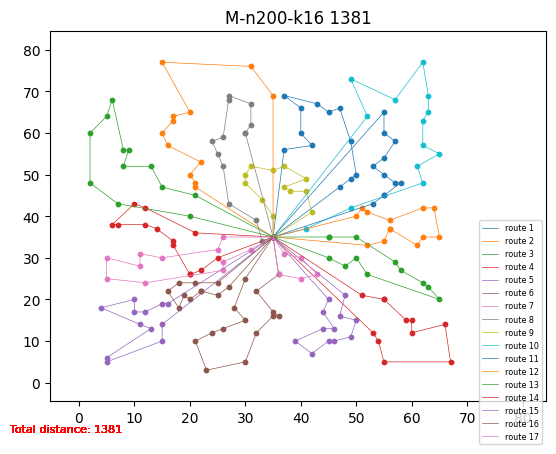 M-n200-k16 1381
80
70
60
50
40
30
20
10
0
0 10 20 30 40 50 60 70 80
route 1
route 2
route 3
route 4
route 5
route 6
route 7
route 8
route 9
route 10
route 11
route 12
route 13
route 14
route 15
route 16
route 17
Total distance: 1381